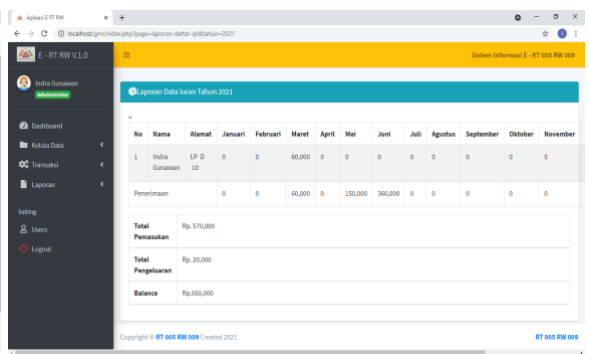 Aplikasi E RT RW
localhost/gmr/index.php?page=laporan-daftar-ipl&tahun=2021
E - RT RW V.1.0
Sistem Informasi E - RT 005 RW 009
Indra Gunawan
Administrator
Laporan Data Iuran Tahun 2021
Dashboard
Kelola Data
Transaksi
Laporan
Setting
Users
Logout
«
No Nama Alamat Januari Februari Maret April Mei Juni Juli Agustus September Oktober November
1 Indra Gunawan LP D 10 0 0 60,000 0 0 0 0 0 0 0 0
Penerimaan 0 0 60,000 0 150,000 360,000 0 0 0 0 0
Total Pemasukan Rp. 570,000
Total Pengeluaran Rp. 20,000
Balance Rp.550,000
Copyright © RT 005 RW 009 Created 2021
RT 005 RW 009